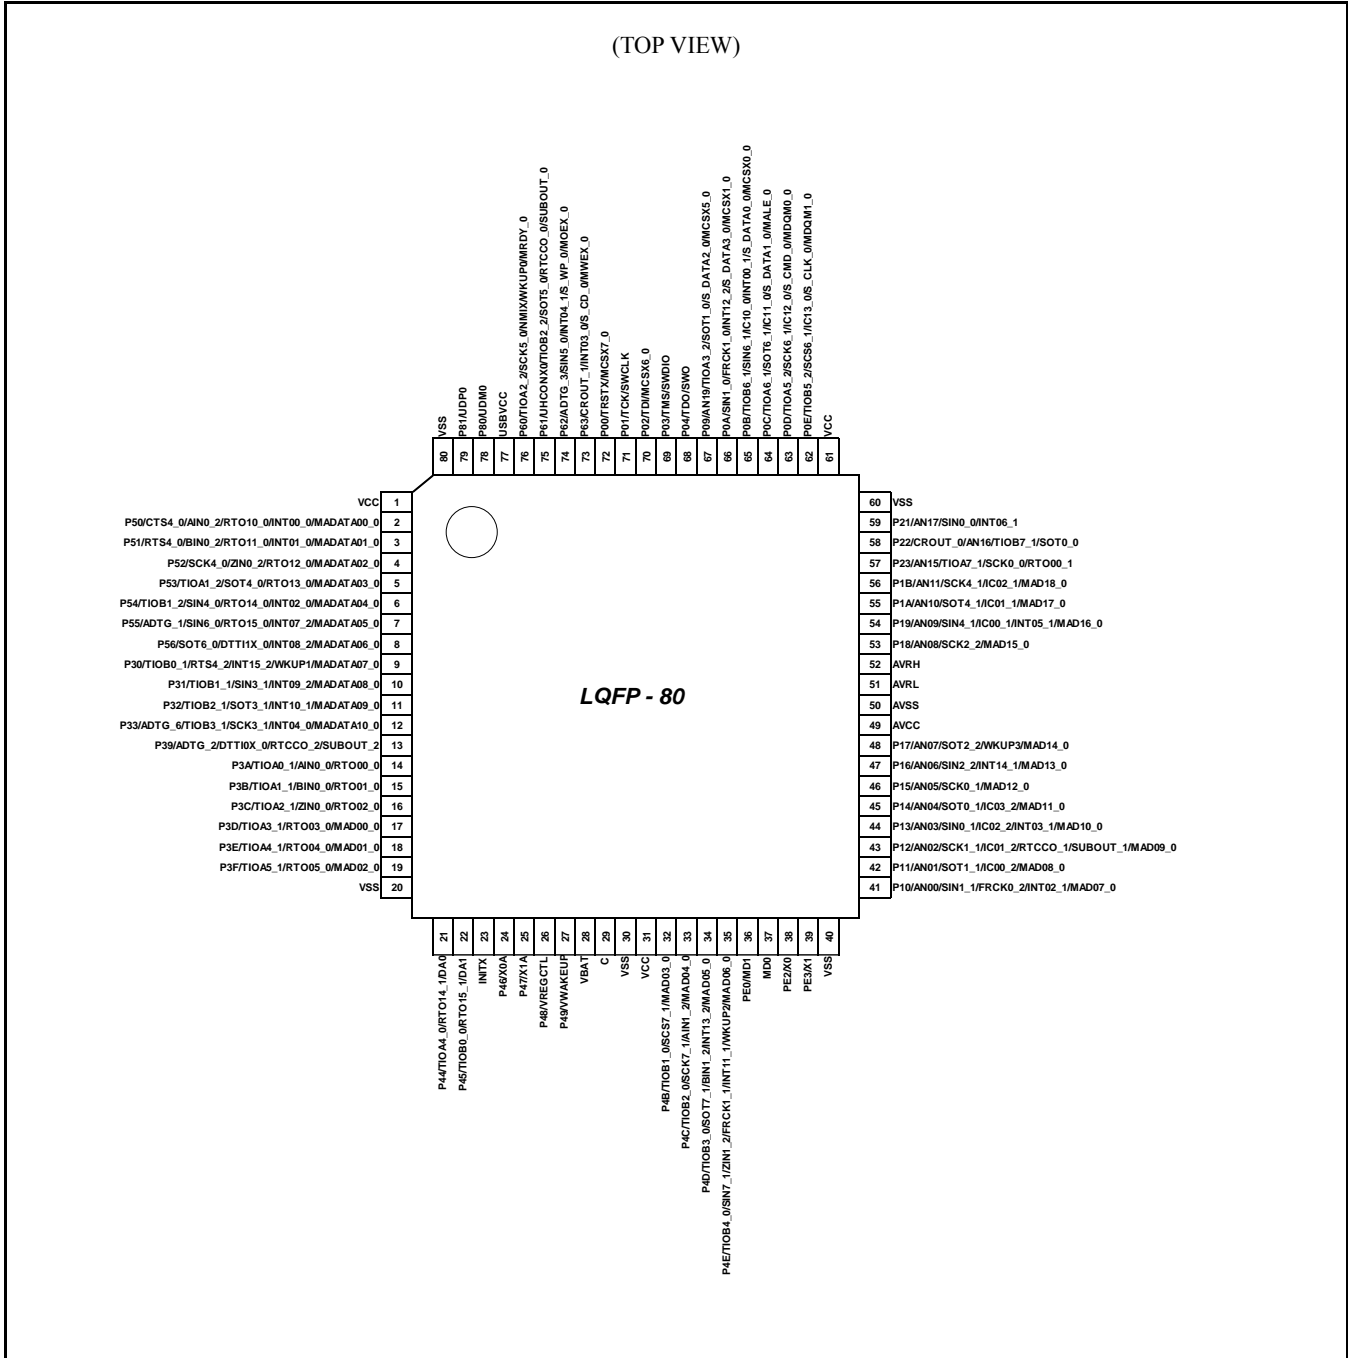 (TOP VIEW)
VSS
P81/UDP0
P80/UDM0
USBVCC
P60/TIOA2_2/SCK5_0/NMIX/WKUP0/MRDY_0
P61/UHCONX0/TIOB2_2/SOT5_0/RTCCO_0/SUBOUT_0
P62/ADTG_3/SIN5_0/INT04_1/S_WP_0/MOEX_0
P63/CROUT_1/INT03_0/S_CD_0/MWEX_0
P00/TRSTX/MCSX7_0
P01/TCK/SWCLK
P02/TDI/MCSX6_0
P03/TMS/SWDIO
P04/TDO/SWO
P09/AN19/TIOA3_2/SOT1_0/S_DATA2_0/MCSX5_0
P0A/SIN1_0/FRCK1_0/INT12_2/S_DATA3_0/MCSX1_0
P0B/TIOB6_1/SIN6_1/IC10_0/INT00_1/S_DATA0_0/MCSX0_0
P0C/TIOA6_1/SOT6_1/IC11_0/S_DATA1_0/MALE_0
P0D/TIOA5_2/SCK6_1/IC12_0/S_CMD_0/MDQM0_0
P0E/TIOB5_2/SCS6_1/IC13_0/S_CLK_0/MDQM1_0
VCC
80 79 78 77 76 75 74 73 72 71 70 69 68 67 66 65 64 63 62 61
VCC 1
P50/CTS4_0/AIN0_2/RTO10_0/INT00_0/MADATA00_0 2
P51/RTS4_0/BIN0_2/RTO11_0/INT01_0/MADATA01_0 3
P52/SCK4_0/ZIN0_2/RTO12_0/MADATA02_0 4
P53/TIOA1_2/SOT4_0/RTO13_0/MADATA03_0 5
P54/TIOB1_2/SIN4_0/RTO14_0/INT02_0/MADATA04_0 6
P55/ADTG_1/SIN6_0/RTO15_0/INT07_2/MADATA05_0 7
P56/SOT6_0/DTTI1X_0/INT08_2/MADATA06_0 8
P30/TIOB0_1/RTS4_2/INT15_2/WKUP1/MADATA07_0 9
P31/TIOB1_1/SIN3_1/INT09_2/MADATA08_0 10
P32/TIOB2_1/SOT3_1/INT10_1/MADATA09_0 11
P33/ADTG_6/TIOB3_1/SCK3_1/INT04_0/MADATA10_0 12
P39/ADTG_2/DTTI0X_0/RTCCO_2/SUBOUT_2 13
P3A/TIOA0_1/AIN0_0/RTO00_0 14
P3B/TIOA1_1/BIN0_0/RTO01_0 15
P3C/TIOA2_1/ZIN0_0/RTO02_0 16
P3D/TIOA3_1/RTO03_0/MAD00_0 17
P3E/TIOA4_1/RTO04_0/MAD01_0 18
P3F/TIOA5_1/RTO05_0/MAD02_0 19
VSS 20
LQFP - 80
60 VSS
59 P21/AN17/SIN0_0/INT06_1
58 P22/CROUT_0/AN16/TIOB7_1/SOT0_0
57 P23/AN15/TIOA7_1/SCK0_0/RTO00_1
56 P1B/AN11/SCK4_1/IC02_1/MAD18_0
55 P1A/AN10/SOT4_1/IC01_1/MAD17_0
54 P19/AN09/SIN4_1/IC00_1/INT05_1/MAD16_0
53 P18/AN08/SCK2_2/MAD15_0
52 AVRH
51 AVRL
50 AVSS
49 AVCC
48 P17/AN07/SOT2_2/WKUP3/MAD14_0
47 P16/AN06/SIN2_2/INT14_1/MAD13_0
46 P15/AN05/SCK0_1/MAD12_0
45 P14/AN04/SOT0_1/IC03_2/MAD11_0
44 P13/AN03/SIN0_1/IC02_2/INT03_1/MAD10_0
43 P12/AN02/SCK1_1/IC01_2/RTCCO_1/SUBOUT_1/MAD09_0
42 P11/AN01/SOT1_1/IC00_2/MAD08_0
41 P10/AN00/SIN1_1/FRCK0_2/INT02_1/MAD07_0
21 22 23 24 25 26 27 28 29 30 31 32 33 34 35 36 37 38 39 40
P44/TIOA4_0/RTO14_1/DA0
P45/TIOB0_0/RTO15_1/DA1
INITX
P46/X0A
P47/X1A
P48/VREGCTL
P49/VWAKEUP
VBAT
C
VSS
VCC
P4B/TIOB1_0/SCS7_1/MAD03_0
P4C/TIOB2_0/SCK7_1/AIN1_2/MAD04_0
P4D/TIOB3_0/SOT7_1/BIN1_2/INT13_2/MAD05_0
P4E/TIOB4_0/SIN7_1/ZIN1_2/FRCK1_1/INT11_1/WKUP2/MAD06_0
PE0/MD1
MD0
PE2/X0
PE3/X1
VSS